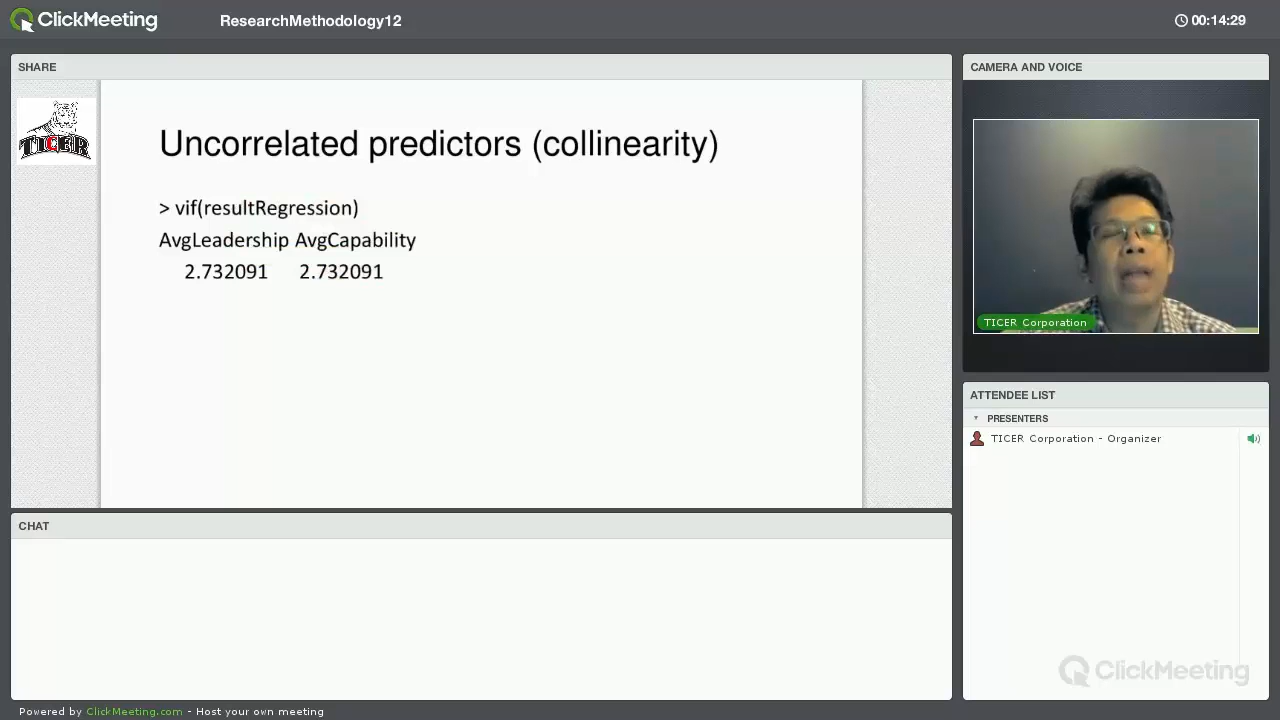 ClickMeeting
ResearchMethodology12
00:14:29
SHARE
TICER
Uncorrelated predictors (collinearity)
> vif(resultRegression)
AvgLeadership AvgCapability
2.732091 2.732091
CAMERA AND VOICE
TICER Corporation
ATTENDEE LIST
PRESENTERS
TICER Corporation - Organizer
CHAT
ClickMeeting
Powered by ClickMeeting.com - Host your own meeting